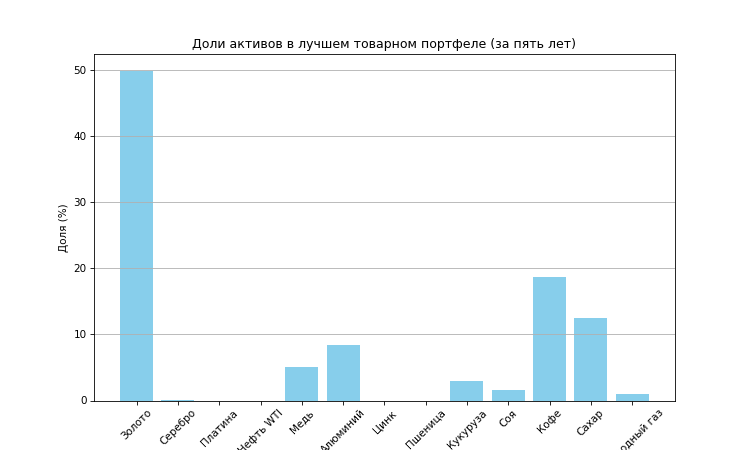 Доли активов в лучшем товарном портфеле (за пять лет)
Доля (%)
50
40
30
20
10
0
Золото
Серебро
Платина
Нефть WTI
Медь
Алюминий
Цинк
Пшеница
Кукуруза
Соя
Кофе
Сахар
одный газ